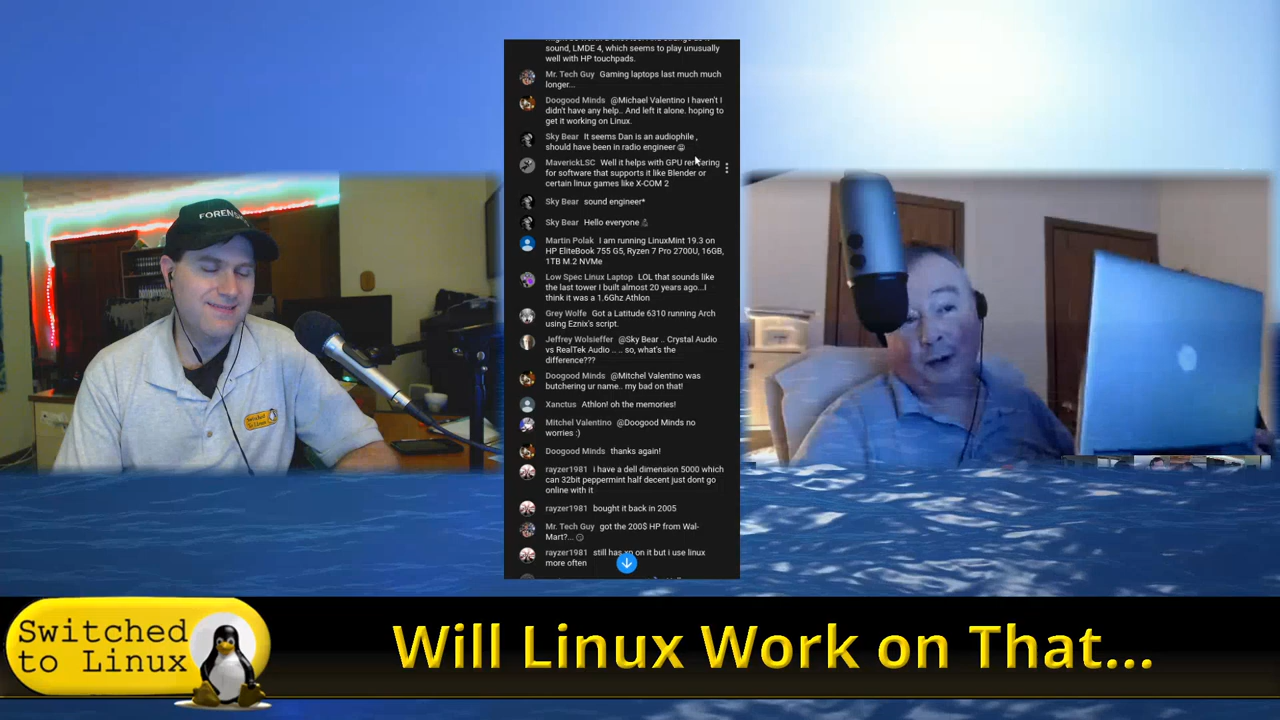 sound, LMDE 4, which seems to play unusually
well with HP touchpads.
Mr. Tech Guy Gaming laptops last much much
longer...
Doogood Minds @Michael Valentino I haven't I
didn't have any help.. And left it alone. hoping to
get it working on Linux.
Sky Bear It seems Dan is an audiophile ,
should have been in radio engineer
MaverickLSC Well it helps with GPU rendering
for software that supports it like Blender or
certain linux games like X-COM 2
Sky Bear sound engineer*
Sky Bear Hello everyone
Martin Polak I am running LinuxMint 19.3 on
HP EliteBook 755 G5, Ryzen 7 Pro 2700U, 16GB,
1TB M.2 NVMe
Low Spec Linux Laptop LOL that sounds like
the last tower I built almost 20 years ago...I
think it was a 1.6Ghz Athlon
Grey Wolfe Got a Latitude 6310 running Arch
using Eznix's script.
Jeffrey Wolsieffer @Sky Bear .. Crystal Audio
vs RealTek Audio .. .. so, what's the
difference???
Doogood Minds @Mitchel Valentino was
butchering ur name.. my bad on that!
Xanctus Athlon! oh the memories!
Mitchel Valentino @Doogood Minds no
worries :)
Doogood Minds thanks again!
rayzer1981 i have a dell dimension 5000 which
can 32bit peppermint half decent just dont go
online with it
rayzer1981 bought it back in 2005
Mr. Tech Guy got the 200$ HP from Wal-
Mart?...
rayzer1981 still has xp on it but i use linux
more often
FOREN
Switched
to Linux
Switched
to Linux
Will Linux Work on That...